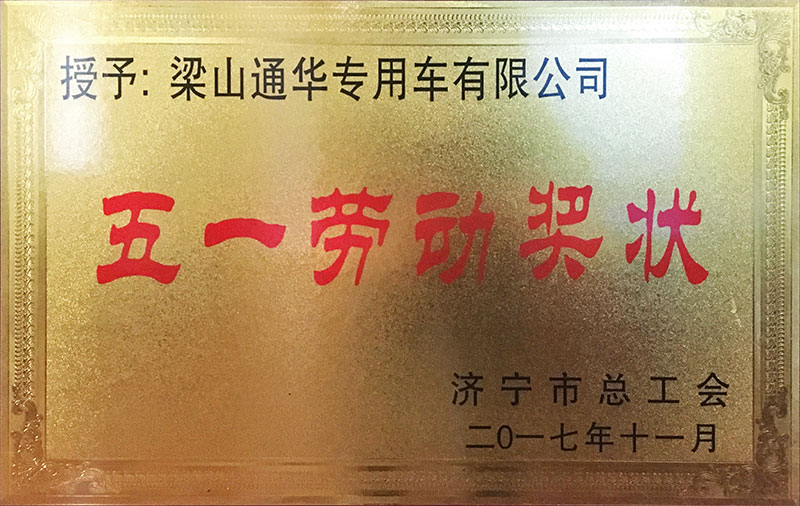 授予: 梁山通华专用车有限公司
五一劳动奖状
济宁市总工会
二0一七年十一月